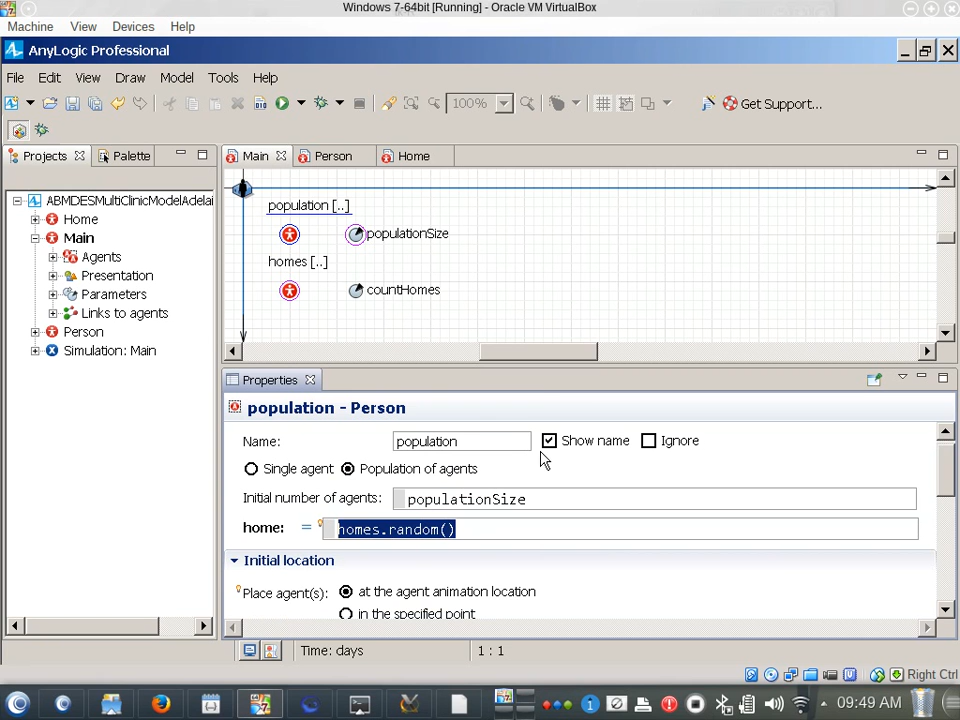 Windows 7-64bit [Running] - Oracle VM VirtualBox
Machine View Devices Help
AnyLogic Professional
File Edit View Draw Model Tools Help
100% Get Support...
Projects Palette Main Person Home
ABMDESMultiClinicModelAdelai
Home
Main
Agents
Presentation
Parameters
Links to agents
Person
Simulation: Main
population [..]
populationSize
homes [..]
countHomes
Properties
population - Person
Name: population Show name Ignore
Single agent Population of agents
Initial number of agents: populationSize
home: = homes.random()
Initial location
Place agent(s): at the agent animation location
in the specified point
Time: days 1 : 1
Right Ctrl
09:49 AM